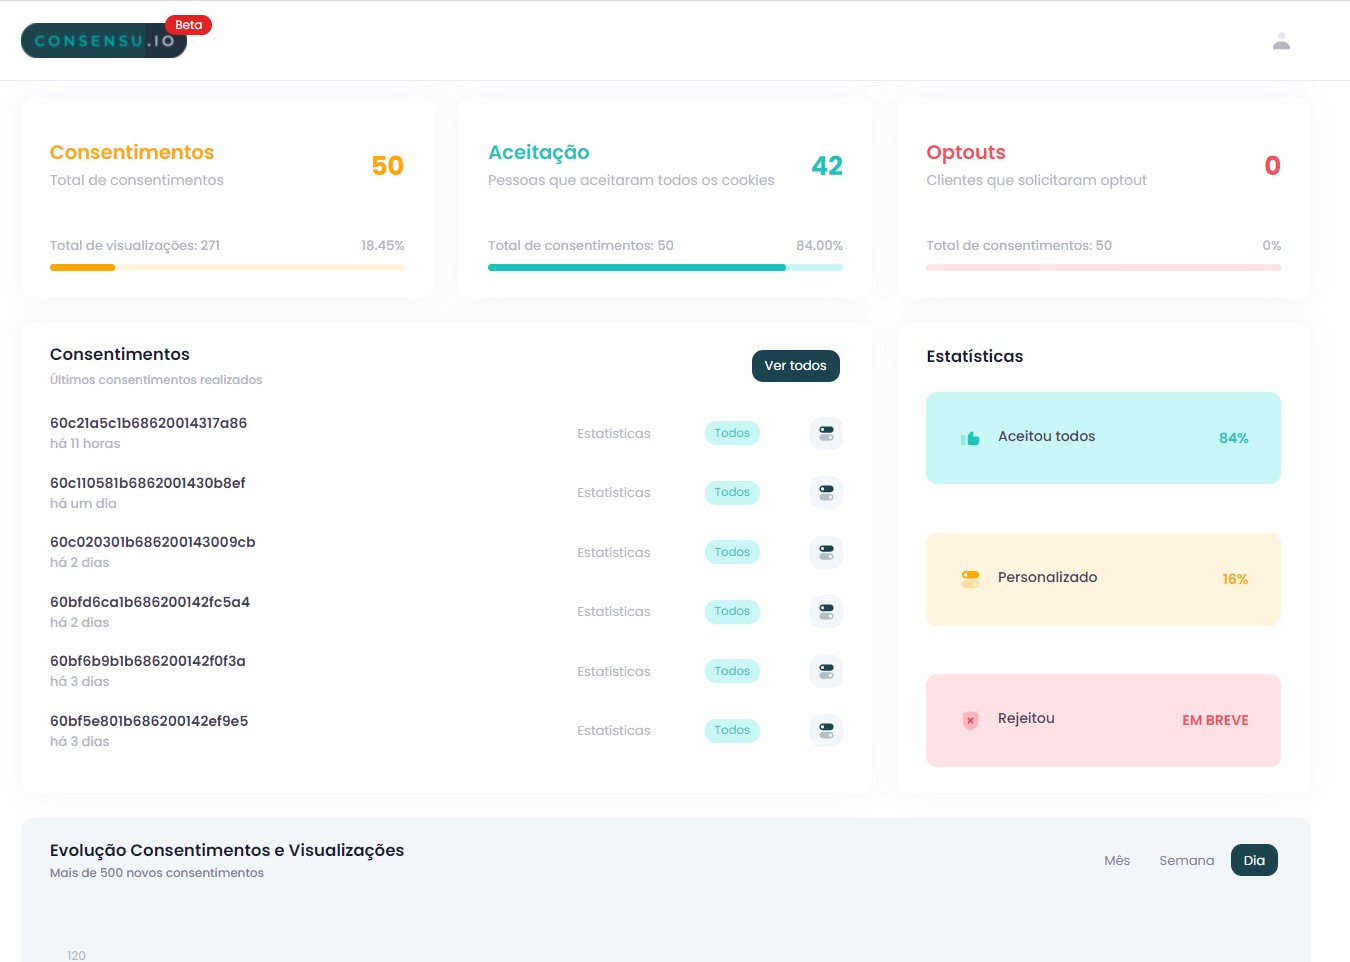 CONSENSU.IO
Beta
Consentimentos
Total de consentimentos
50
Total de visualizações: 271
18.45%
Aceitação
Pessoas que aceitaram todos os cookies
42
Total de consentimentos: 50
84.00%
Optouts
Clientes que solicitaram optout
0
Total de consentimentos: 50
0%
Consentimentos
Últimos consentimentos realizados
Ver todos
60c21a5c1b68620014317a86
há 11 horas
Estatísticas
Todos
60c110581b6862001430b8ef
há um dia
Estatísticas
Todos
60c020301b686200143009cb
há 2 dias
Estatísticas
Todos
60bfd6ca1b686200142fc5a4
há 2 dias
Estatísticas
Todos
60bf6b9b1b686200142f0f3a
há 3 dias
Estatísticas
Todos
60bf5e801b686200142ef9e5
há 3 dias
Estatísticas
Todos
Estatísticas
Aceitou todos
84%
Personalizado
16%
Rejeitou
EM BREVE
Evolução Consentimentos e Visualizações
Mais de 500 novos consentimentos
Mês
Semana
Dia
120